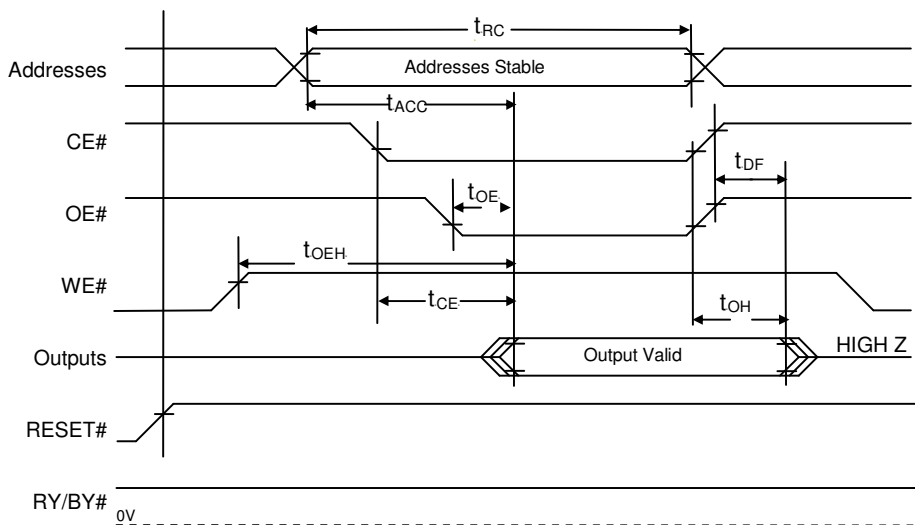 tRC
Addresses
Addresses Stable
tACC
CE#
tDF
tOE
OE#
tOEH
WE#
tCE
tOH
Outputs
Output Valid
HIGH Z
RESET#
RY/BY#
0V